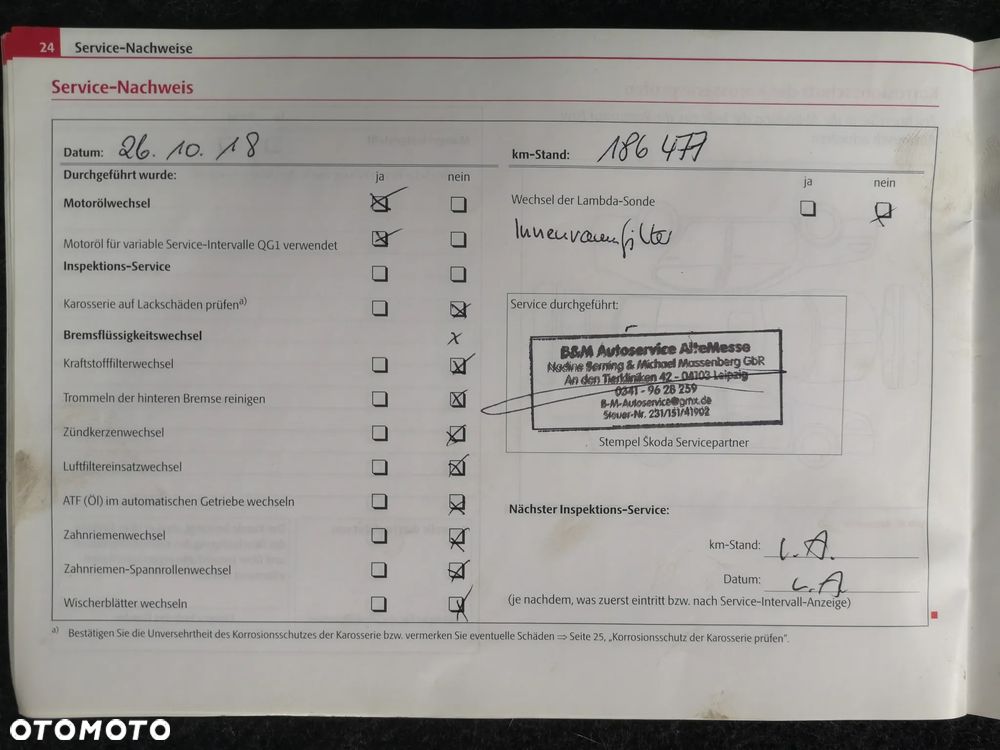 24 Service-Nachweise
Service-Nachweis
Datum: 26. 10. 18
km-Stand: 186 477
Durchgeführt wurde: ja nein
ja nein
Motorölwechsel
Wechsel der Lambda-Sonde
Motoröl für variable Service-Intervalle QG1 verwendet
Innenraumfilter
Inspektions-Service
Karosserie auf Lackschäden prüfen a)
Service durchgeführt:
Bremsflüssigkeitswechsel x
B&M Autoservice AlteMesse
Nadine Berning & Michael Massenberg GbR
An den Tierkliniken 42 - 04103 Leipzig
0341 - 96 28 259
B-M-Autoservice@gmx.de
Steuer-Nr. 231/151/41902
Kraftstofffilterwechsel
Trommeln der hinteren Bremse reinigen
Zündkerzenwechsel
Stempel Škoda Servicepartner
Luftfiltereinsatzwechsel
ATF (Öl) im automatischen Getriebe wechseln
Nächster Inspektions-Service:
Zahnriemenwechsel
km-Stand: L.A.
Zahnriemen-Spannrollenwechsel
Datum: L.A.
Wischerblätter wechseln
(je nachdem, was zuerst eintritt bzw. nach Service-Intervall-Anzeige)
a) Bestätigen Sie die Unversehrtheit des Korrosionsschutzes der Karosserie bzw. vermerken Sie eventuelle Schäden ⇒ Seite 25, „Korrosionsschutz der Karosserie prüfen".
OTOMOTO